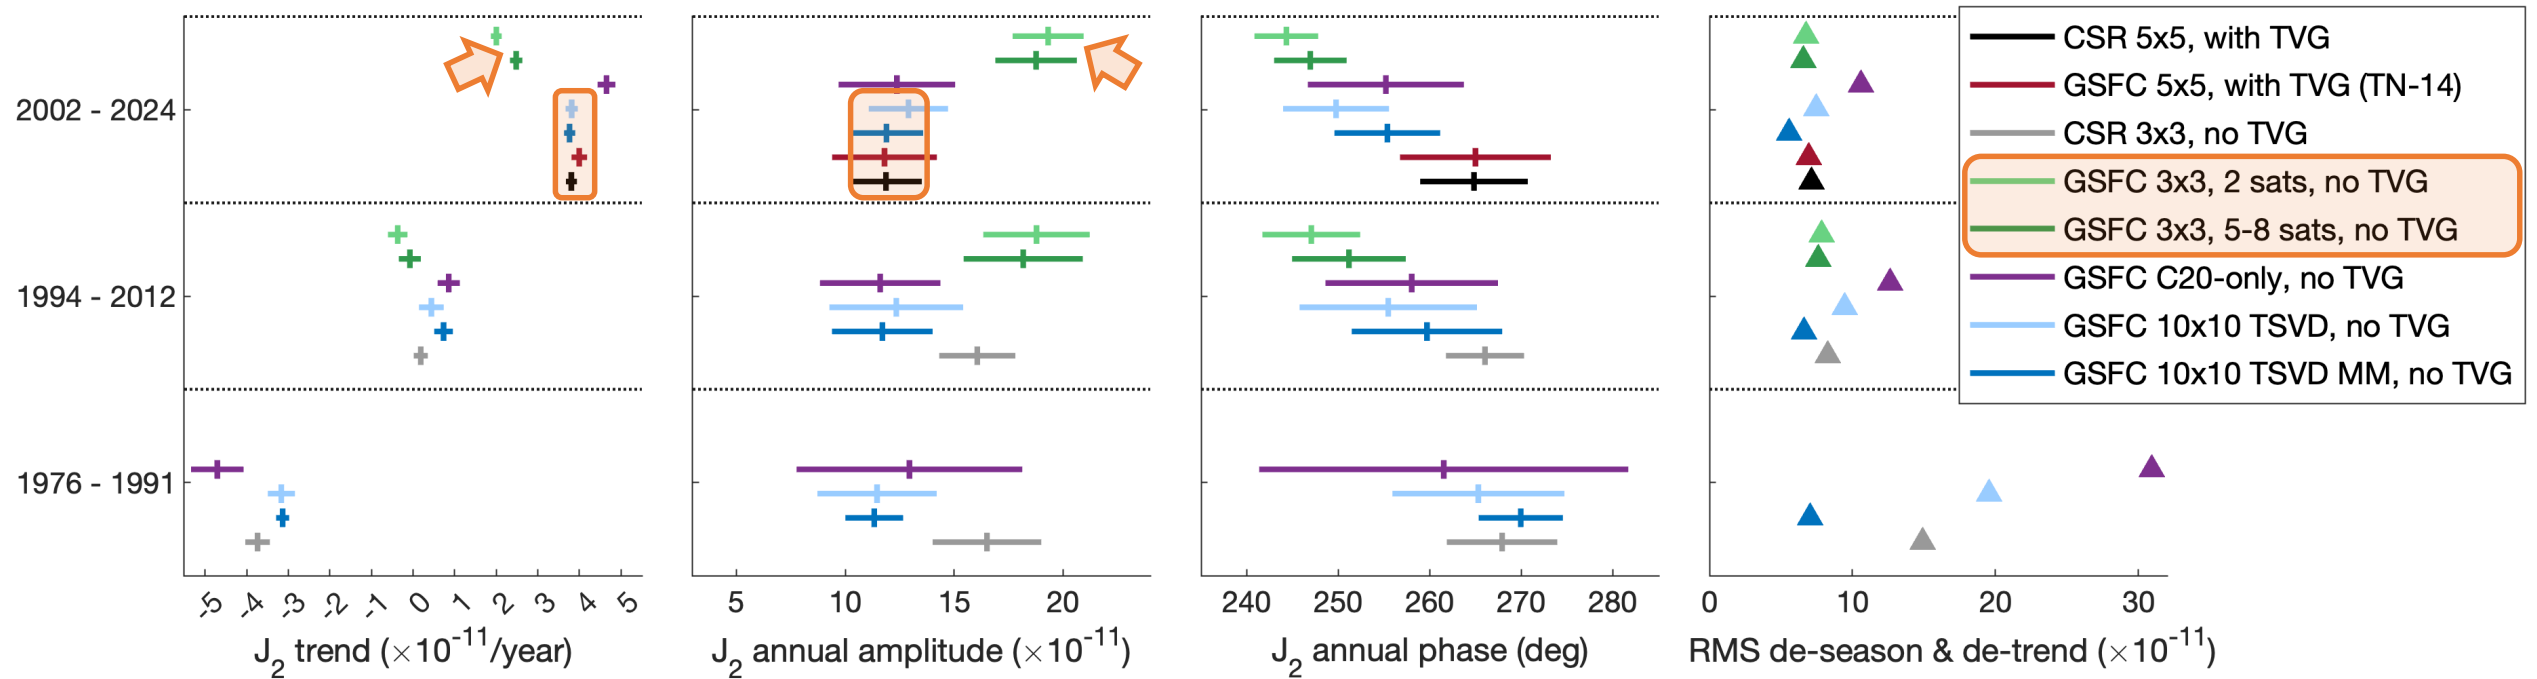 2002 - 2024
1994 - 2012
1976 - 1991
-5 -4 -3 -2 -1 0 1 2 3 4 5
J2 trend (×10-11/year)
5 10 15 20
J2 annual amplitude (×10-11)
240 250 260 270 280
J2 annual phase (deg)
0 10 20 30
RMS de-season & de-trend (×10-11)
CSR 5x5, with TVG
GSFC 5x5, with TVG (TN-14)
CSR 3x3, no TVG
GSFC 3x3, 2 sats, no TVG
GSFC 3x3, 5-8 sats, no TVG
GSFC C20-only, no TVG
GSFC 10x10 TSVD, no TVG
GSFC 10x10 TSVD MM, no TVG